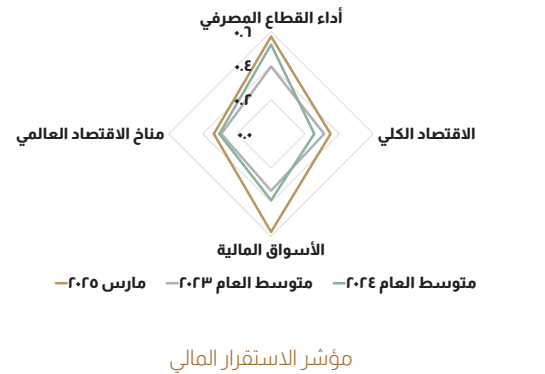 أداء القطاع المصرفي
٠.٦
٠.٤
٠.٢
٠.٠
الاقتصاد الكلي
مناخ الاقتصاد العالمي
الأسواق المالية
متوسط العام ٢٠٢٤
متوسط العام ٢٠٢٣
مارس ٢٠٢٥
مؤشر الاستقرار المالي